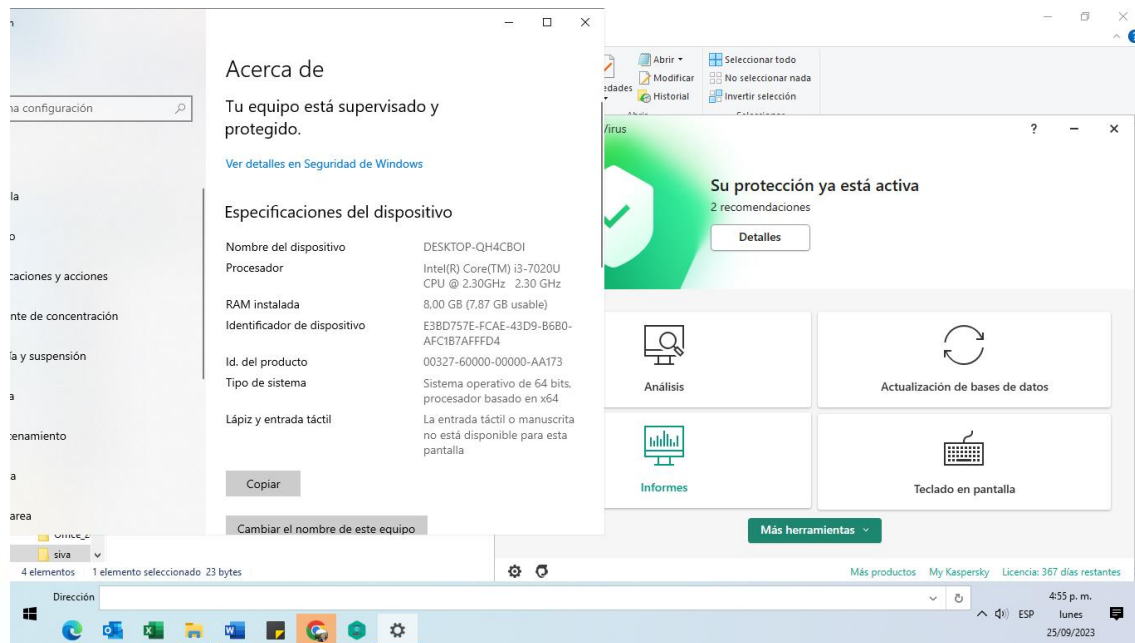 na configuración
la
o
caciones y acciones
nte de concentración
ía y suspensión
a
cenamiento
a
area
Acerca de
Tu equipo está supervisado y
protegido.
Ver detalles en Seguridad de Windows
Especificaciones del dispositivo
Nombre del dispositivo DESKTOP-QH4CBOI
Procesador Intel(R) Core(TM) i3-7020U
CPU @ 2.30GHz 2.30 GHz
RAM instalada 8,00 GB (7,87 GB usable)
Identificador de dispositivo E3BD757E-FCAE-43D9-B6B0-
AFC1B7AFFFD4
Id. del producto 00327-60000-00000-AA173
Tipo de sistema Sistema operativo de 64 bits,
procesador basado en x64
Lápiz y entrada táctil La entrada táctil o manuscrita
no está disponible para esta
pantalla
Copiar
Cambiar el nombre de este equipo
Abrir
Modificar
edades
Historial
Seleccionar todo
No seleccionar nada
Invertir selección
Virus
?
Su protección ya está activa
2 recomendaciones
Detalles
Análisis
Actualización de bases de datos
Informes
Teclado en pantalla
Más herramientas
siva
4 elementos 1 elemento seleccionado 23 bytes
Más productos My Kaspersky Licencia: 367 días restantes
Dirección
ESP
4:55 p. m.
lunes
25/09/2023